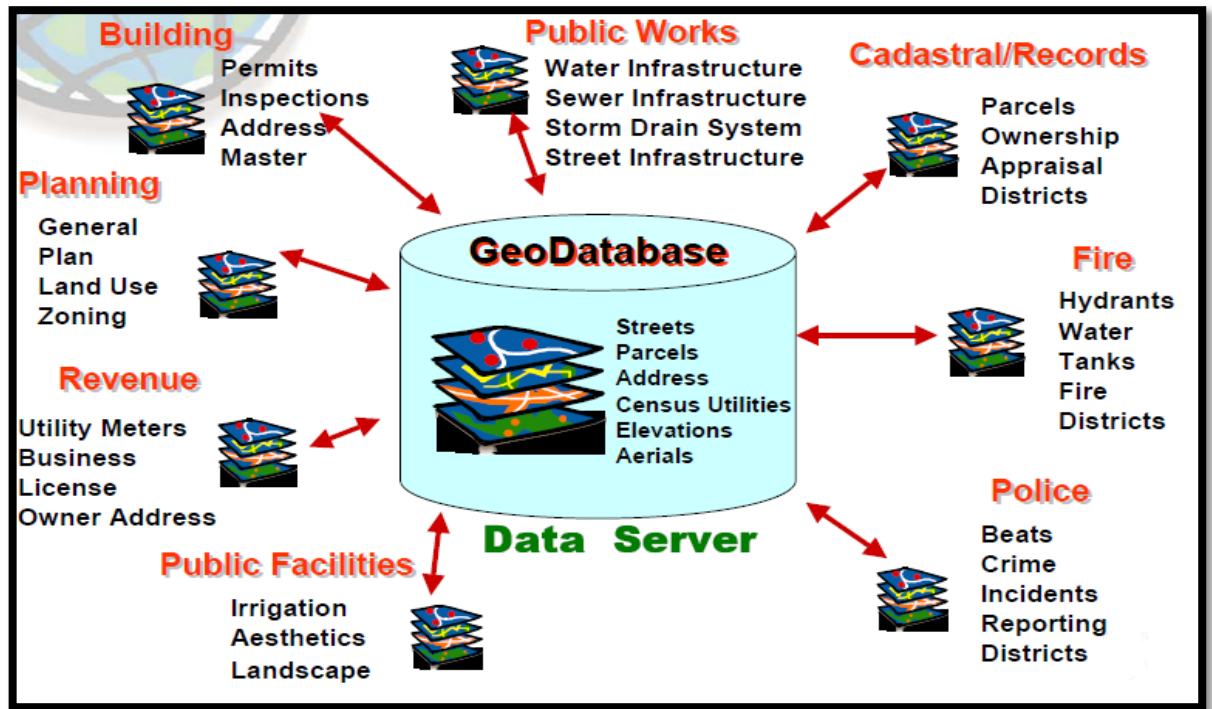 Building
Permits
Inspections
Address
Master
Public Works
Water Infrastructure
Sewer Infrastructure
Storm Drain System
Street Infrastructure
Cadastral/Records
Parcels
Ownership
Appraisal
Districts
Planning
General
Plan
Land Use
Zoning
GeoDatabase
Streets
Parcels
Address
Census Utilities
Elevations
Aerials
Fire
Hydrants
Water
Tanks
Fire
Districts
Revenue
Utility Meters
Business
License
Owner Address
Data Server
Police
Beats
Crime
Incidents
Reporting
Districts
Public Facilities
Irrigation
Aesthetics
Landscape